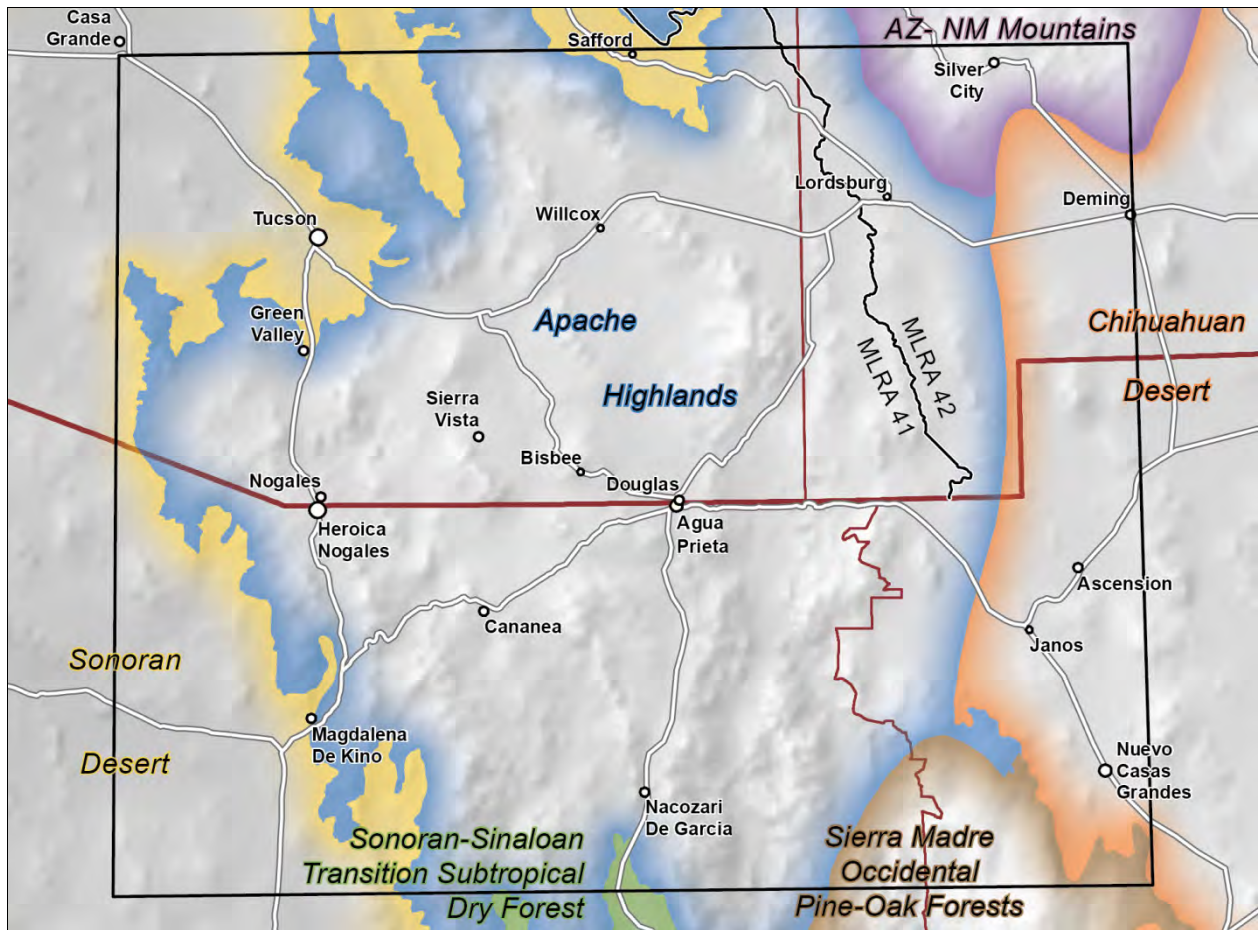 Casa
Grande
Safford
AZ- NM Mountains
Silver
City
Lordsburg
Deming
Tucson
Willcox
Green
Valley
Apache
Highlands
MLRA 42
MLRA 41
Chihuahuan
Desert
Sierra
Vista
Bisbee
Nogales
Douglas
Heroica
Nogales
Agua
Prieta
Ascension
Cananea
Janos
Sonoran
Desert
Magdalena
De Kino
Nuevo
Casas
Grandes
Nacozari
De Garcia
Sonoran-Sinaloan
Transition Subtropical
Dry Forest
Sierra Madre
Occidental
Pine-Oak Forests